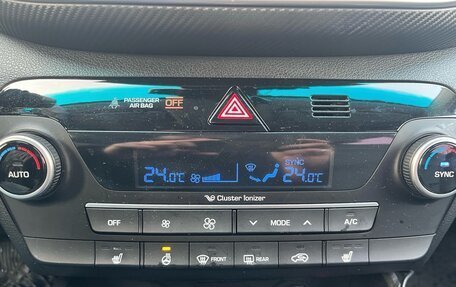 PASSENGER
AIR BAG OFF
SYNC
24.0°C 24.0°C
AUTO
SYNC
Cluster Ionizer
OFF MODE A/C
FRONT REAR